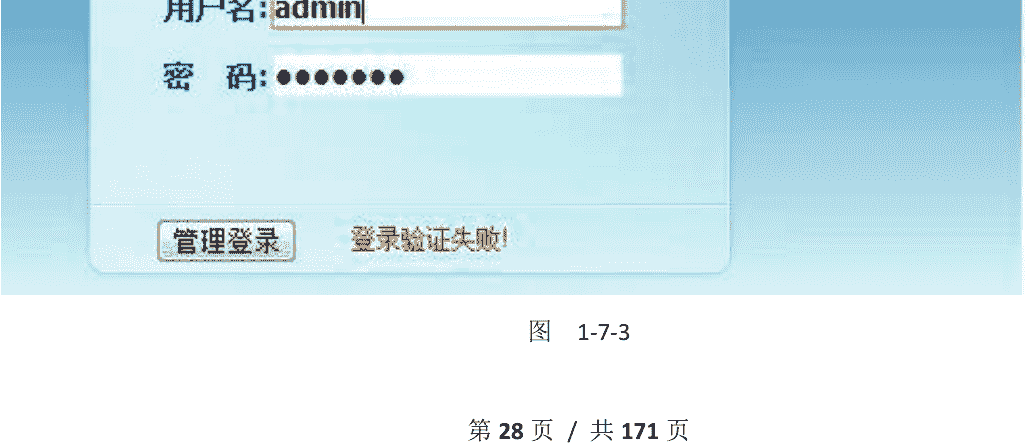 用户名:admin
密 码:●●●●●●●
管理登录 登录验证失败!
图 1-7-3
第 28 页 / 共 171 页